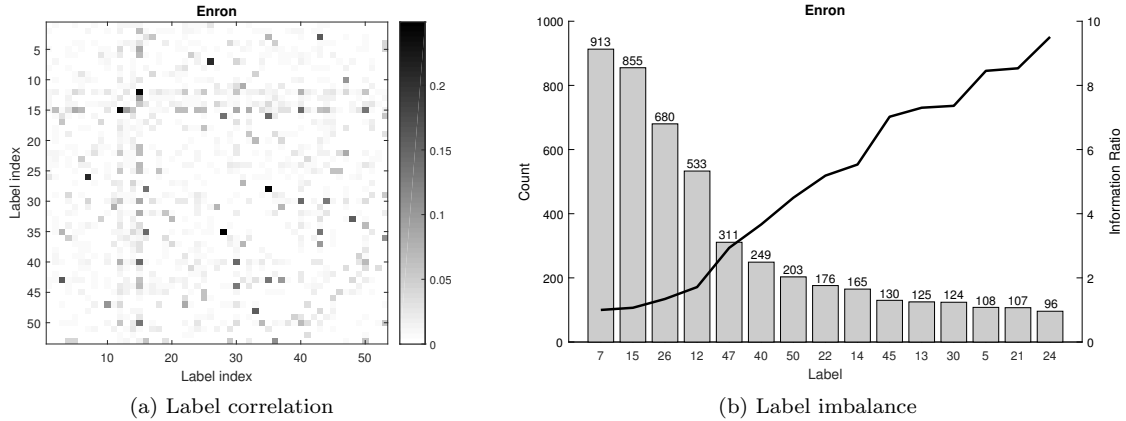 Enron
5
10
15
20
25
30
35
40
45
50
Label index
10 20 30 40 50
Label index
0.2
0.15
0.1
0.05
0
(a) Label correlation
Enron
1000
800
600
400
200
0
Count
913 855 680 533 311 249 203 176 165 130 125 124 108 107 96
7 15 26 12 47 40 50 22 14 45 13 30 5 21 24
Label
10
8
6
4
2
0
Information Ratio
(b) Label imbalance